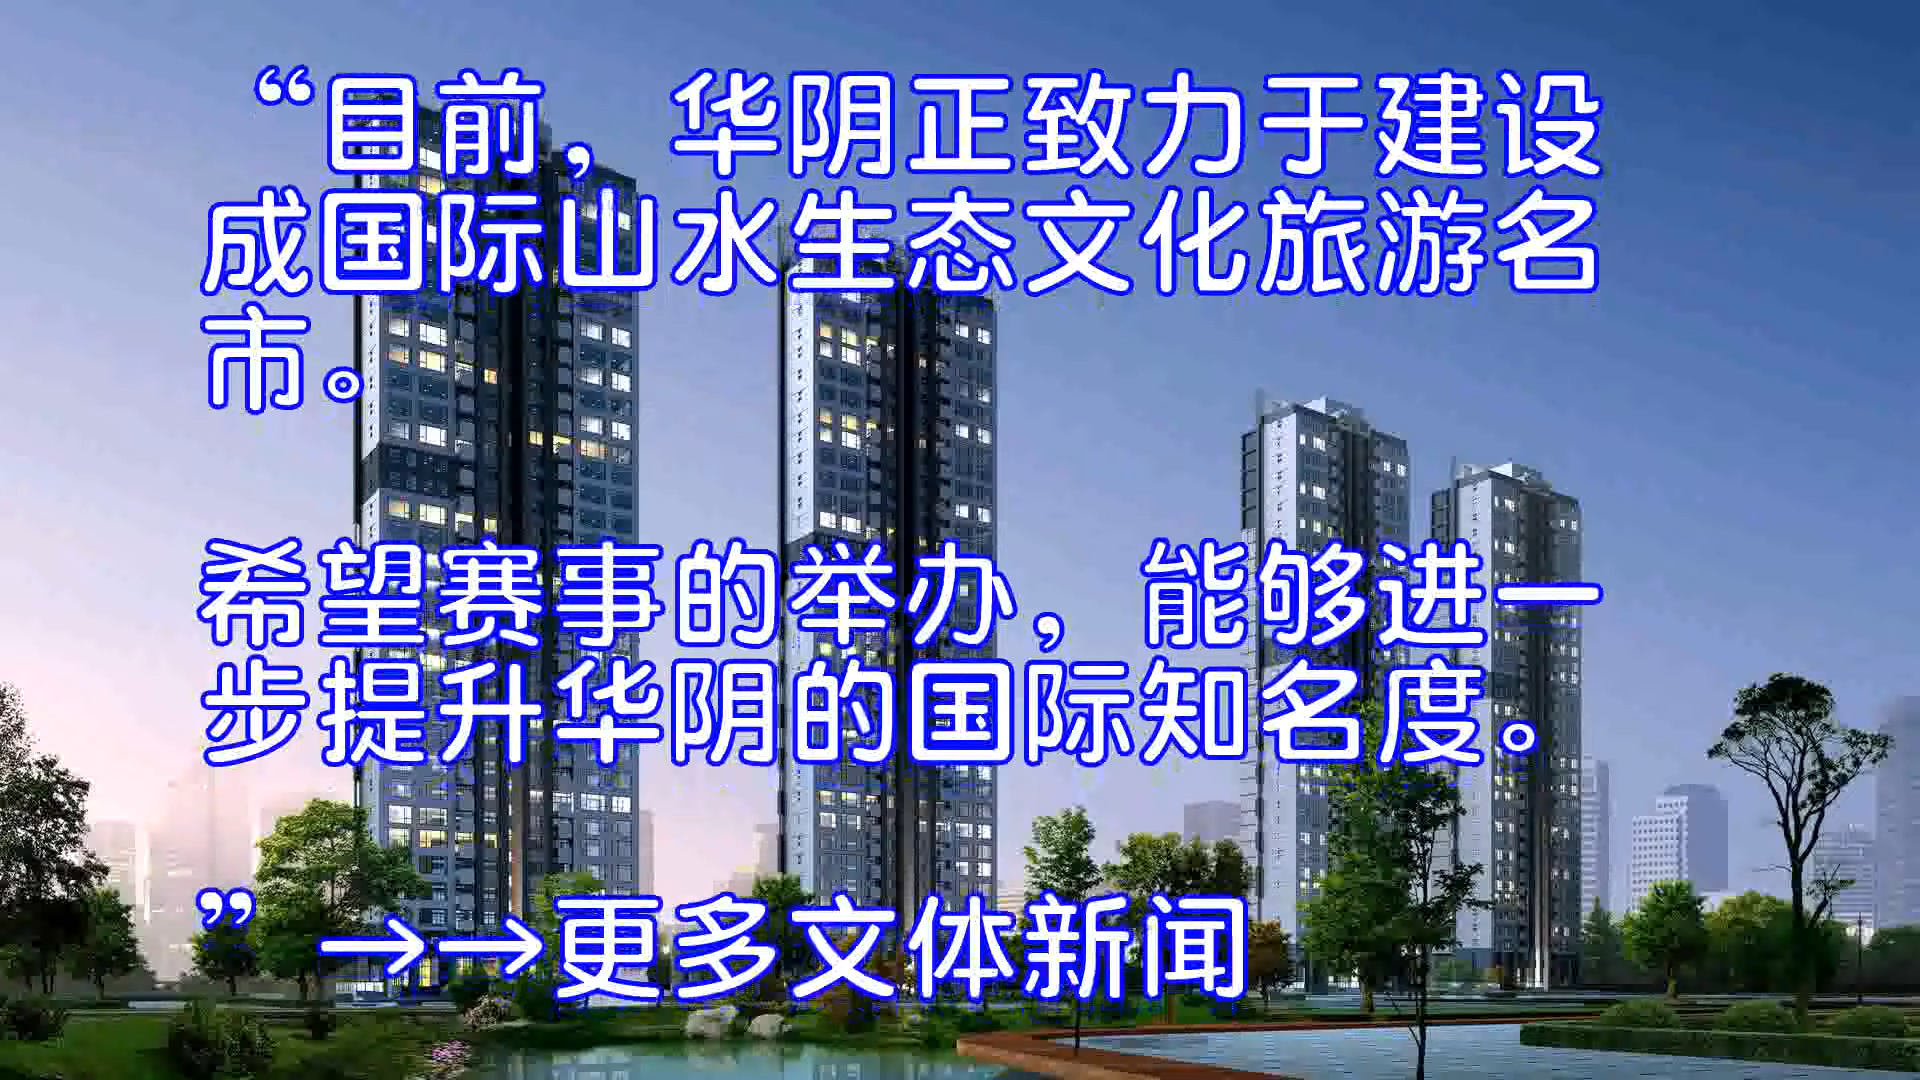 “目前，华阴正致力于建设
成国际山水生态文化旅游名
市。
希望赛事的举办，能够进一
步提升华阴的国际知名度。
”→→更多文体新闻